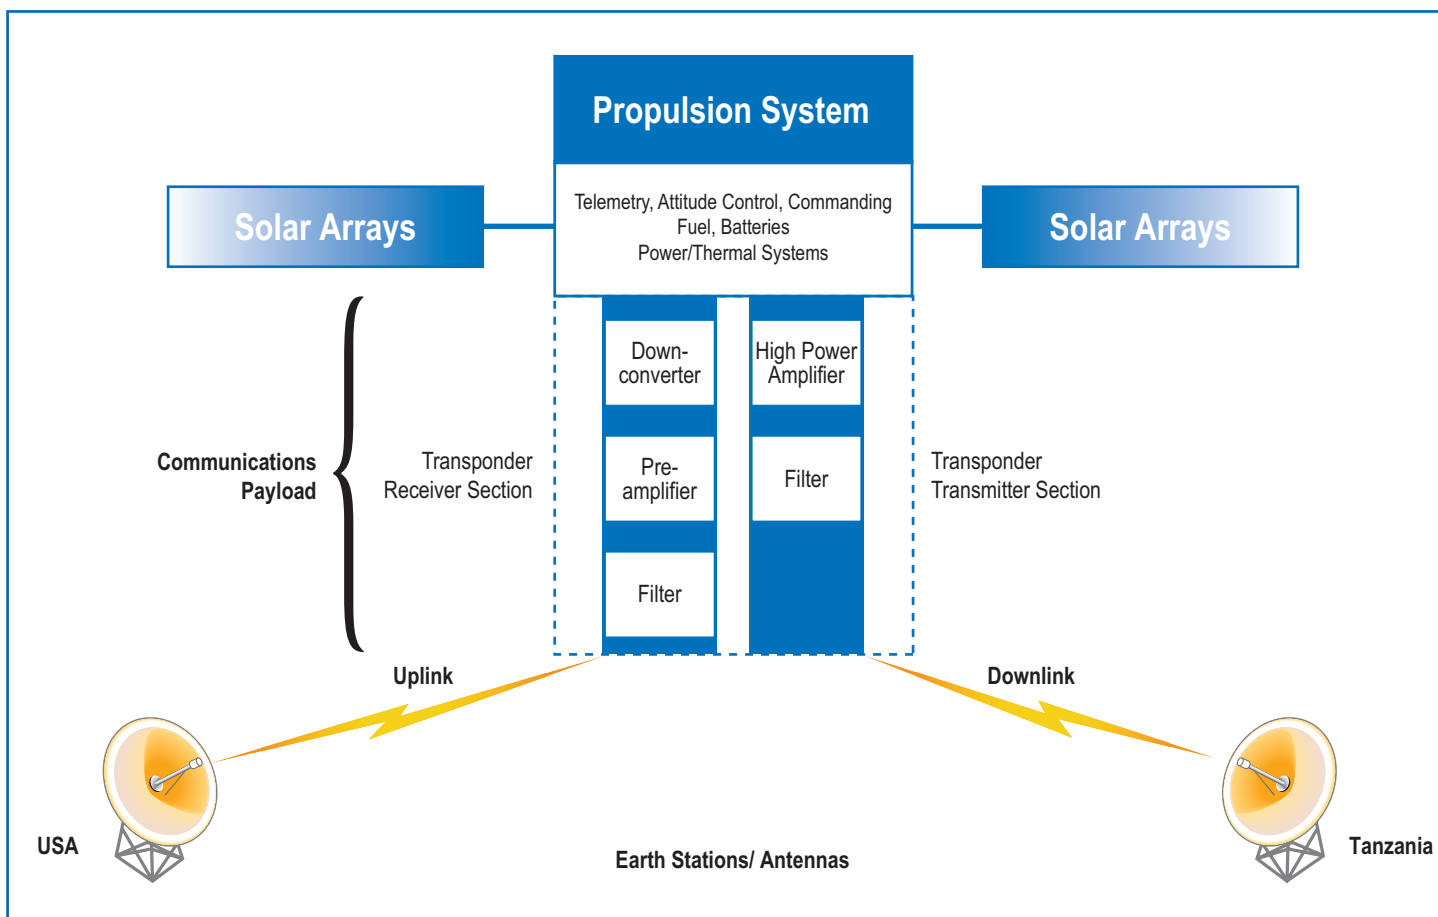 Propulsion System
Telemetry, Attitude Control, Commanding
Fuel, Batteries
Power/Thermal Systems
Solar Arrays
Solar Arrays
Communications
Payload
Transponder
Receiver Section
Down-
converter
Pre-
amplifier
Filter
High Power
Amplifier
Filter
Transponder
Transmitter Section
Uplink
Downlink
USA
Earth Stations/ Antennas
Tanzania